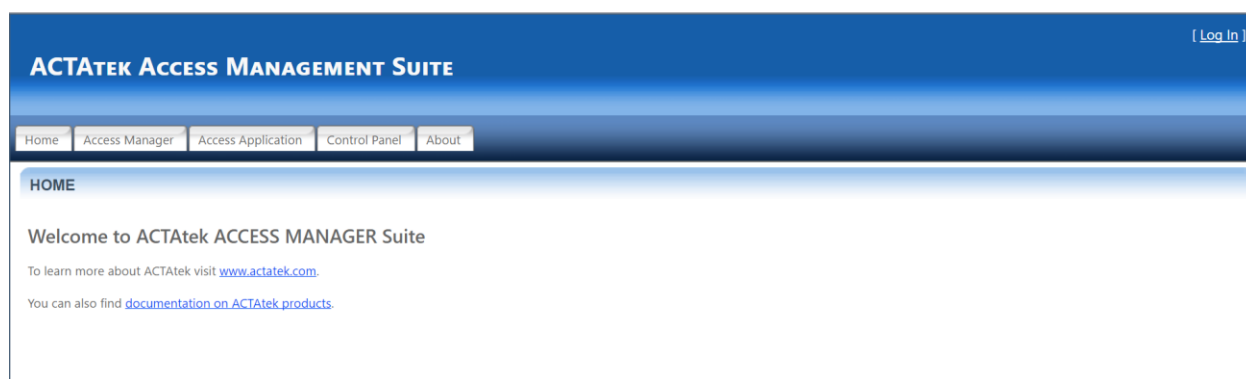 [ Log In ]
ACTATEK ACCESS MANAGEMENT SUITE
Home Access Manager Access Application Control Panel About
HOME
Welcome to ACTAtek ACCESS MANAGER Suite
To learn more about ACTAtek visit www.actatek.com.
You can also find documentation on ACTAtek products.